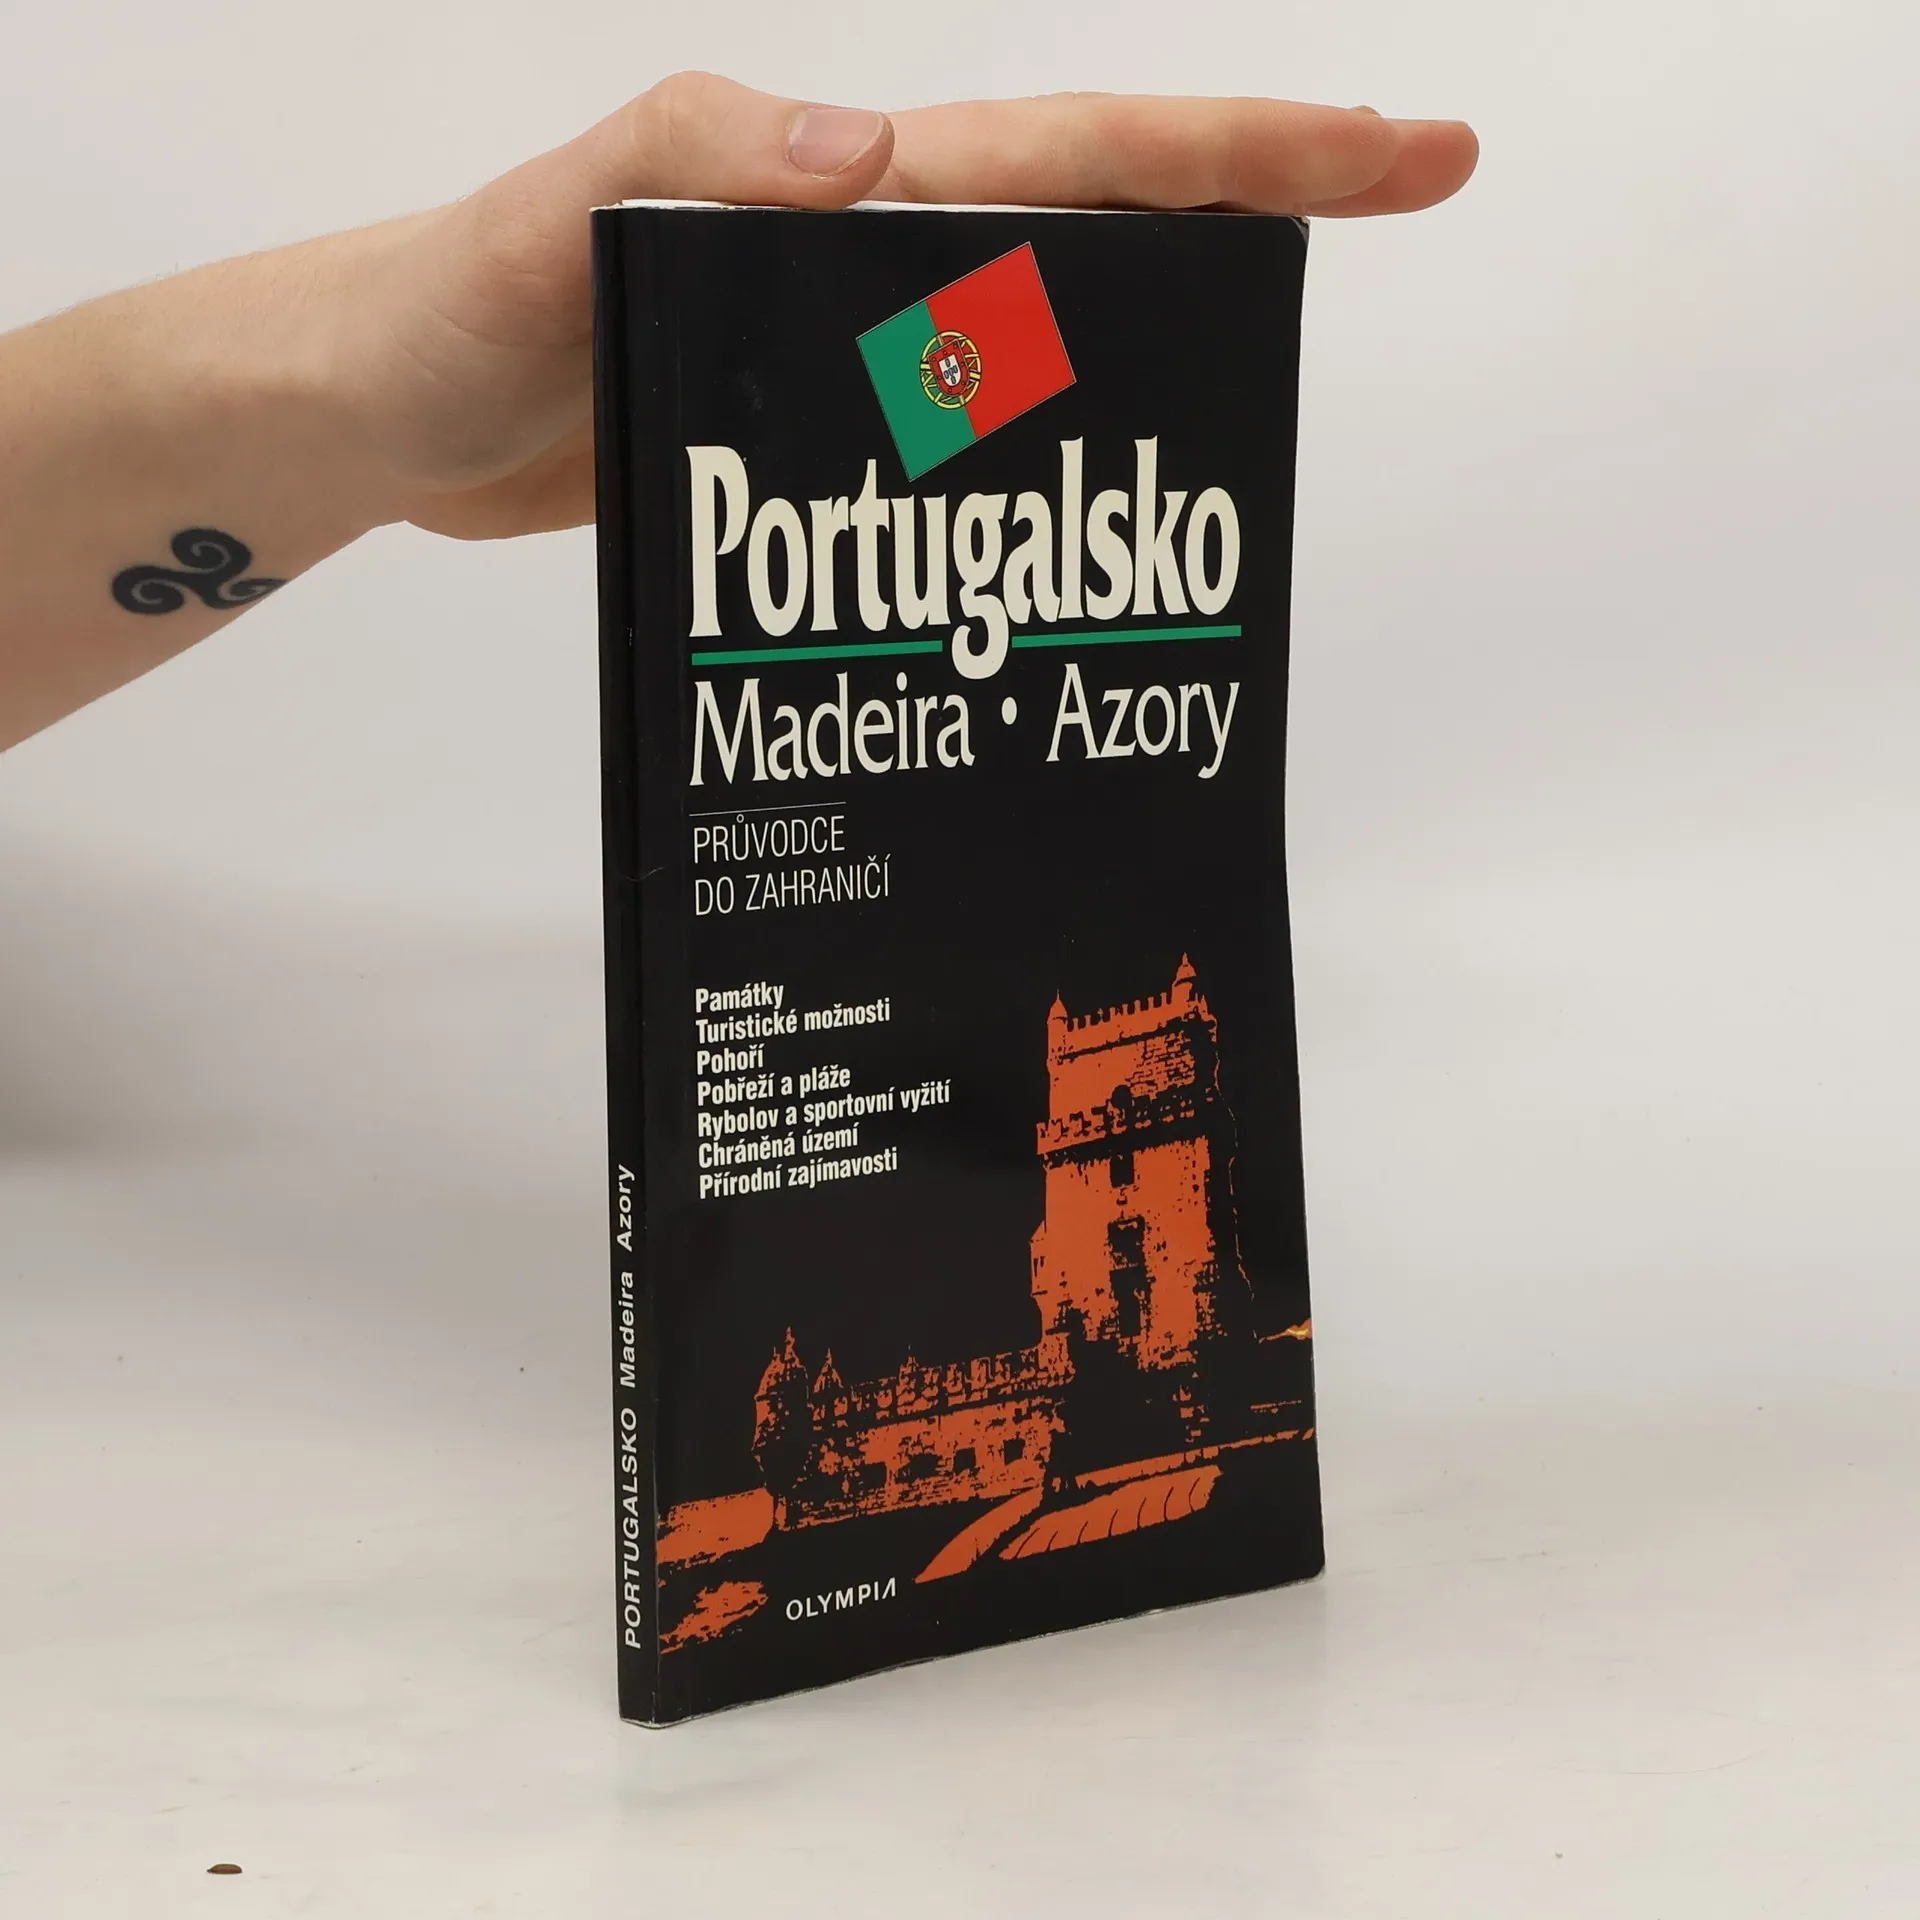 Portugalsko
Madeira • Azory
PRŮVODCE
DO ZAHRANIČÍ
Památky
Turistické možnosti
Pohoří
Pobřeží a pláže
Rybolov a sportovní vyžití
Chráněná území
Přírodní zajímavosti
OLYMPIA
PORTUGALSKO Madeira Azory